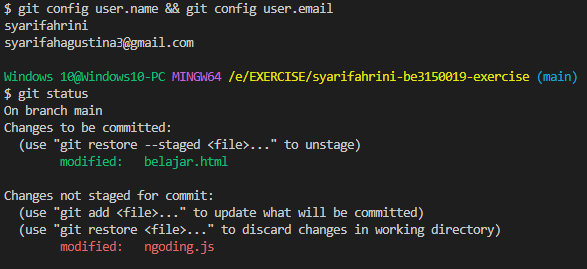 $ git config user.name && git config user.email
syarifahrini
syarifahagustina3@gmail.com
Windows 10@Windows10-PC MINGW64 /e/EXERCISE/syarifahrini-be3150019-exercise (main)
$ git status
On branch main
Changes to be committed:
  (use "git restore --staged <file>..." to unstage)
        modified:   belajar.html
Changes not staged for commit:
  (use "git add <file>..." to update what will be committed)
  (use "git restore <file>..." to discard changes in working directory)
        modified:   ngoding.js